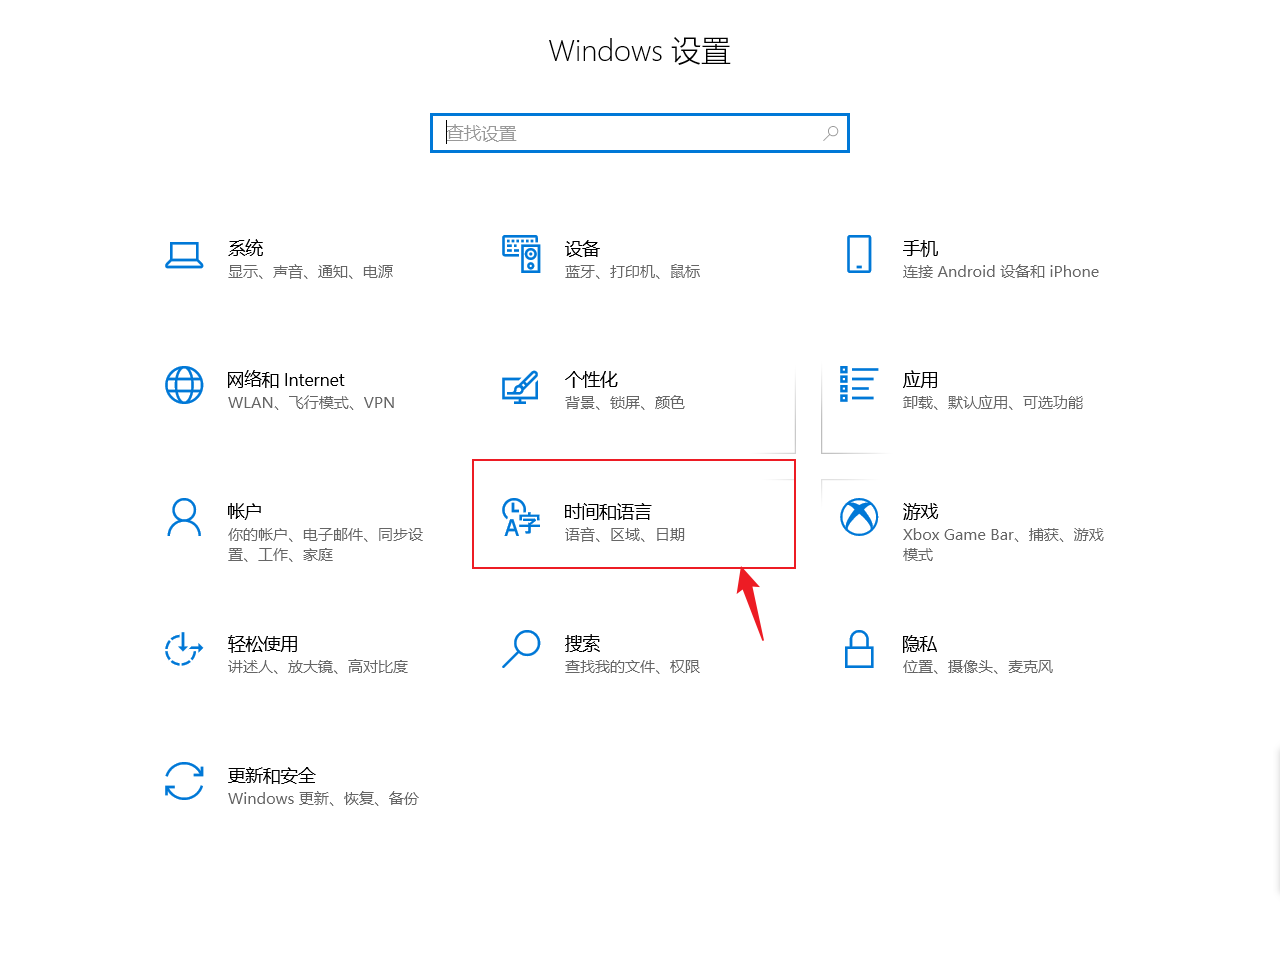 Windows 设置
查找设置
系统
显示、声音、通知、电源
设备
蓝牙、打印机、鼠标
手机
连接 Android 设备和 iPhone
网络和 Internet
WLAN、飞行模式、VPN
个性化
背景、锁屏、颜色
应用
卸载、默认应用、可选功能
帐户
你的帐户、电子邮件、同步设
置、工作、家庭
时间和语言
语音、区域、日期
游戏
Xbox Game Bar、捕获、游戏
模式
轻松使用
讲述人、放大镜、高对比度
搜索
查找我的文件、权限
隐私
位置、摄像头、麦克风
更新和安全
Windows 更新、恢复、备份